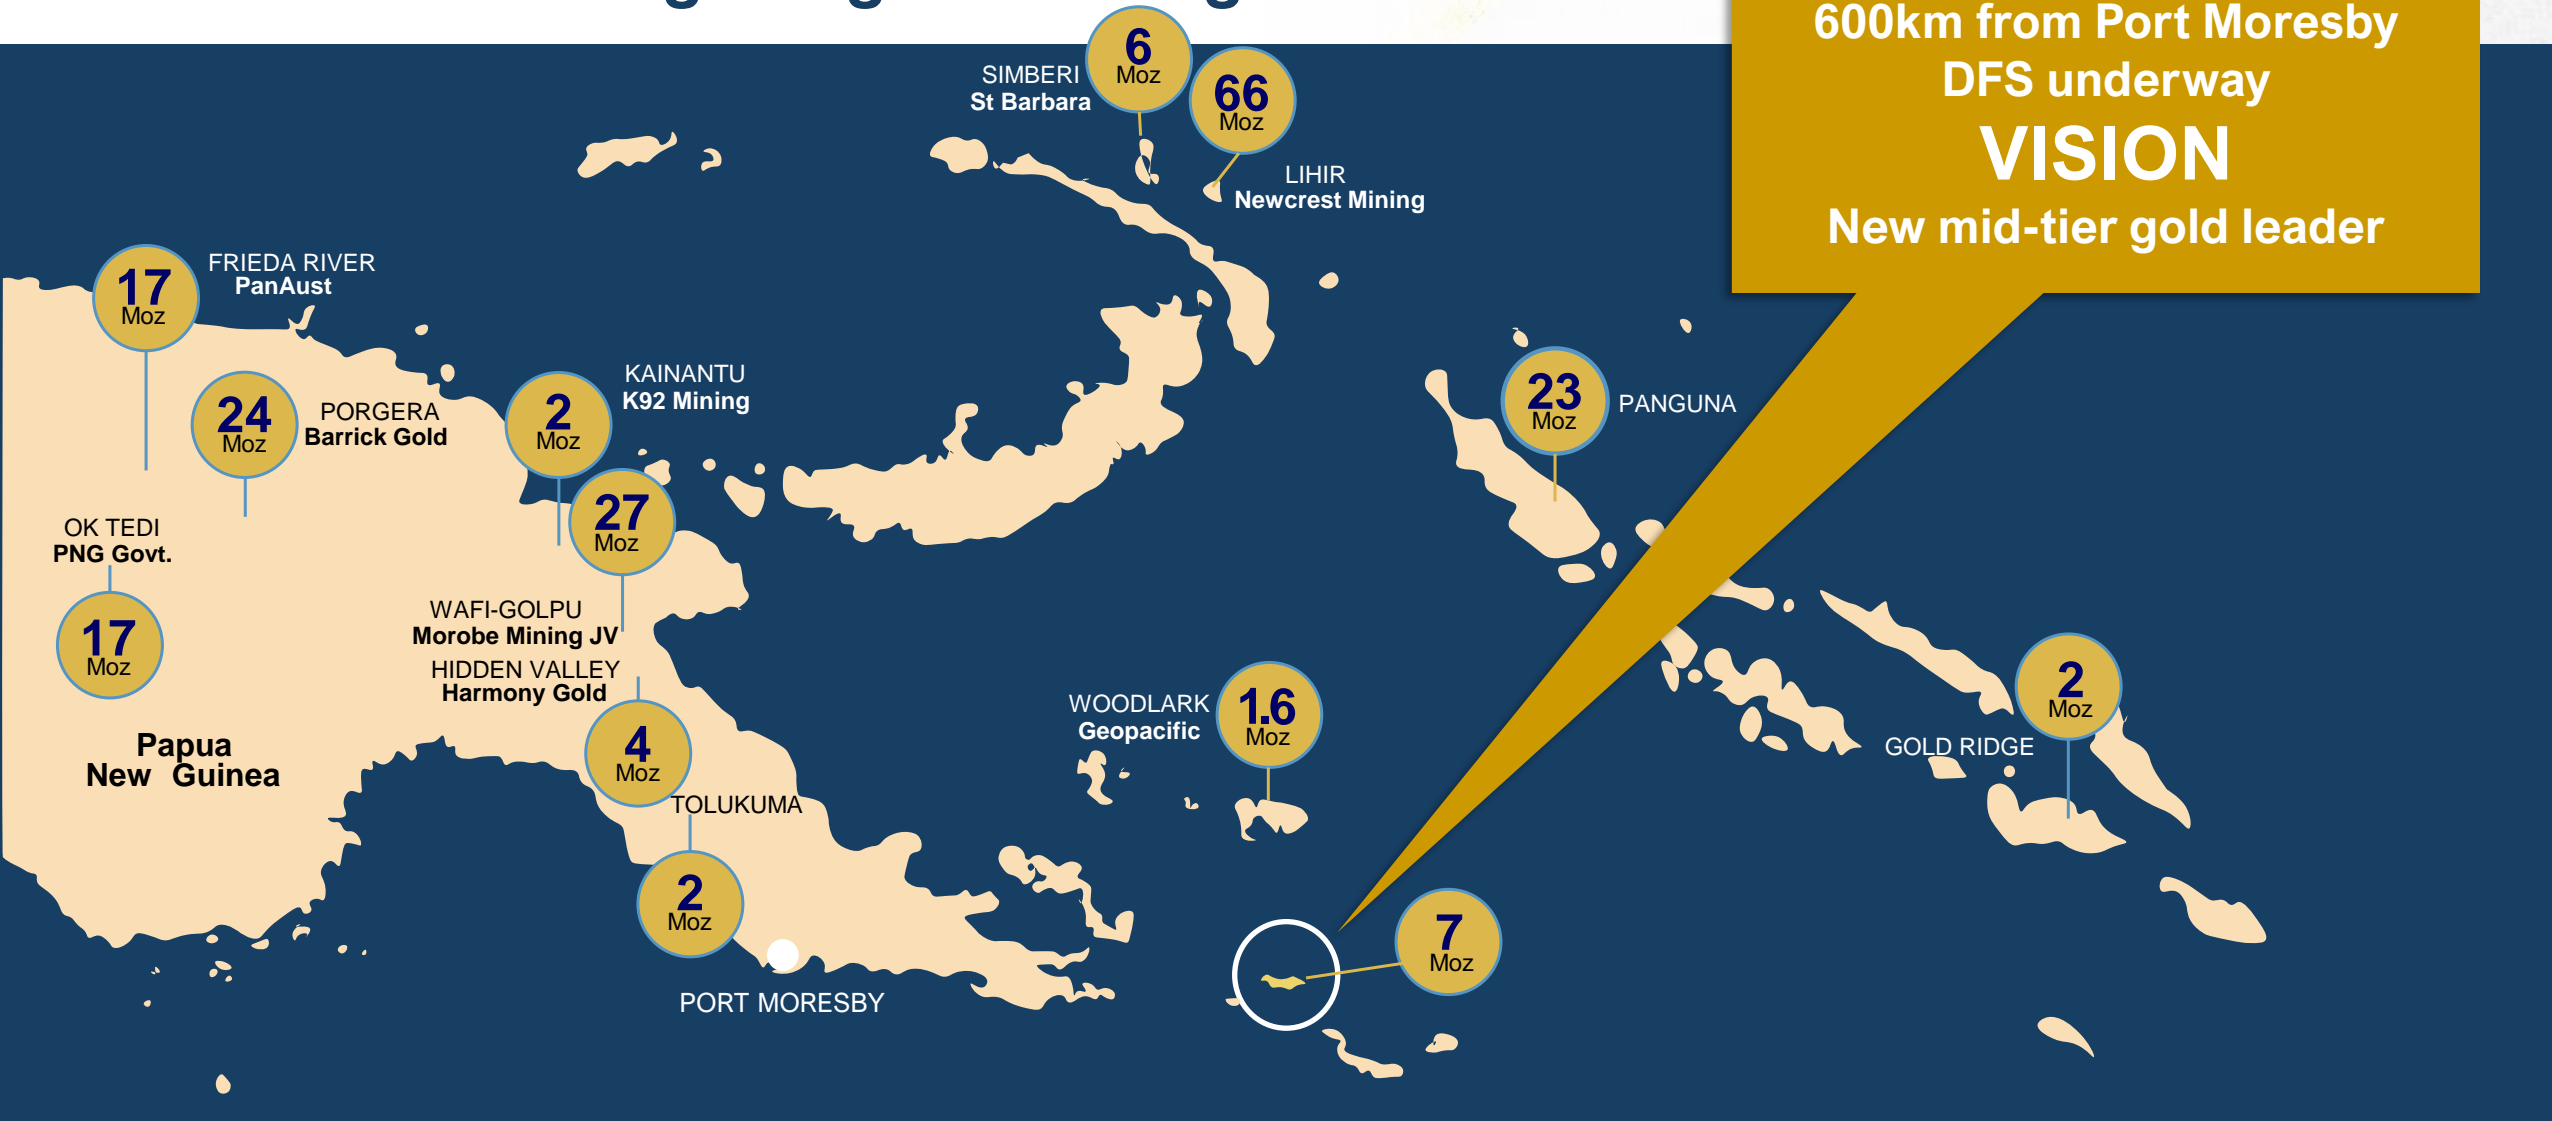 600km from Port Moresby
DFS underway
VISION
New mid-tier gold leader
6
Moz
SIMBERI
St Barbara
66
Moz
LIHIR
Newcrest Mining
17
Moz
FRIEDA RIVER
PanAust
24
Moz
PORGERA
Barrick Gold
2
Moz
KAINANTU
K92 Mining
23
Moz
PANGUNA
27
Moz
OK TEDI
PNG Govt.
17
Moz
WAFI-GOLPU
Morobe Mining JV
HIDDEN VALLEY
Harmony Gold
4
Moz
Papua
New Guinea
TOLUKUMA
2
Moz
PORT MORESBY
WOODLARK
Geopacific
1.6
Moz
2
Moz
GOLD RIDGE
7
Moz